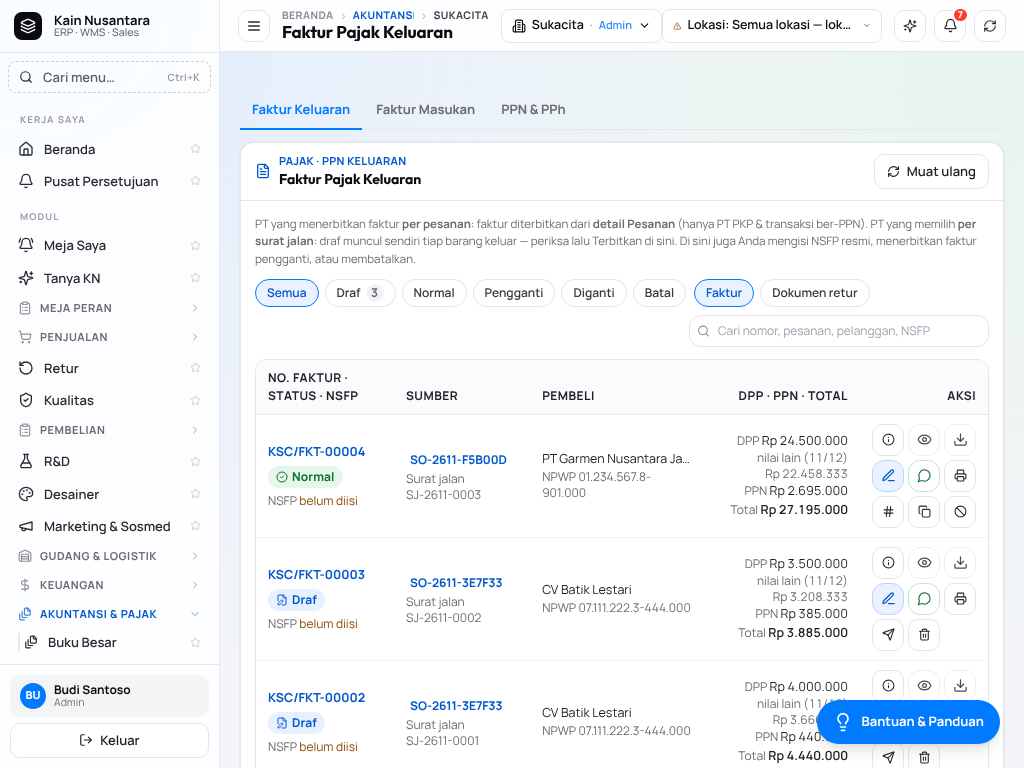 Kain Nusantara
ERP · WMS · Sales
Cari menu...
Ctrl+K
KERJA SAYA
Beranda
Pusat Persetujuan
MODUL
Meja Saya
Tanya KN
MEJA PERAN
PENJUALAN
Retur
Kualitas
PEMBELIAN
R&D
Desainer
Marketing & Sosmed
GUDANG & LOGISTIK
KEUANGAN
AKUNTANSI & PAJAK
Buku Besar
BU
Budi Santoso
Admin
Keluar
BERANDA > AKUNTANSI > SUKACITA
Faktur Pajak Keluaran
Sukacita · Admin
Lokasi: Semua lokasi — lok...
7
Faktur Keluaran
Faktur Masukan
PPN & PPh
PAJAK · PPN KELUARAN
Faktur Pajak Keluaran
Muat ulang
PT yang menerbitkan faktur per pesanan: faktur diterbitkan dari detail Pesanan (hanya PT PKP & transaksi ber-PPN). PT yang memilih per
surat jalan: draf muncul sendiri tiap barang keluar — periksa lalu Terbitkan di sini. Di sini juga Anda mengisi NSFP resmi, menerbitkan faktur
pengganti, atau membatalkan.
Semua
Draf 3
Normal
Pengganti
Diganti
Batal
Faktur
Dokumen retur
Cari nomor, pesanan, pelanggan, NSFP
NO. FAKTUR ·
STATUS · NSFP
SUMBER
PEMBELI
DPP · PPN · TOTAL
AKSI
KSC/FKT-00004
Normal
NSFP belum diisi
SO-2611-F5B00D
Surat jalan
SJ-2611-0003
PT Garmen Nusantara Ja...
NPWP 01.234.567.8-
901.000
DPP Rp 24.500.000
nilai lain (11/12)
Rp 22.458.333
PPN Rp 2.695.000
Total Rp 27.195.000
KSC/FKT-00003
Draf
NSFP belum diisi
SO-2611-3E7F33
Surat jalan
SJ-2611-0002
CV Batik Lestari
NPWP 07.111.222.3-444.000
DPP Rp 3.500.000
nilai lain (11/12)
Rp 3.208.333
PPN Rp 385.000
Total Rp 3.885.000
KSC/FKT-00002
Draf
NSFP belum diisi
SO-2611-3E7F33
Surat jalan
SJ-2611-0001
CV Batik Lestari
NPWP 07.111.222.3-444.000
DPP Rp 4.000.000
nilai lain
Rp
PPN Rp
Total Rp 4.440.000
Bantuan & Panduan